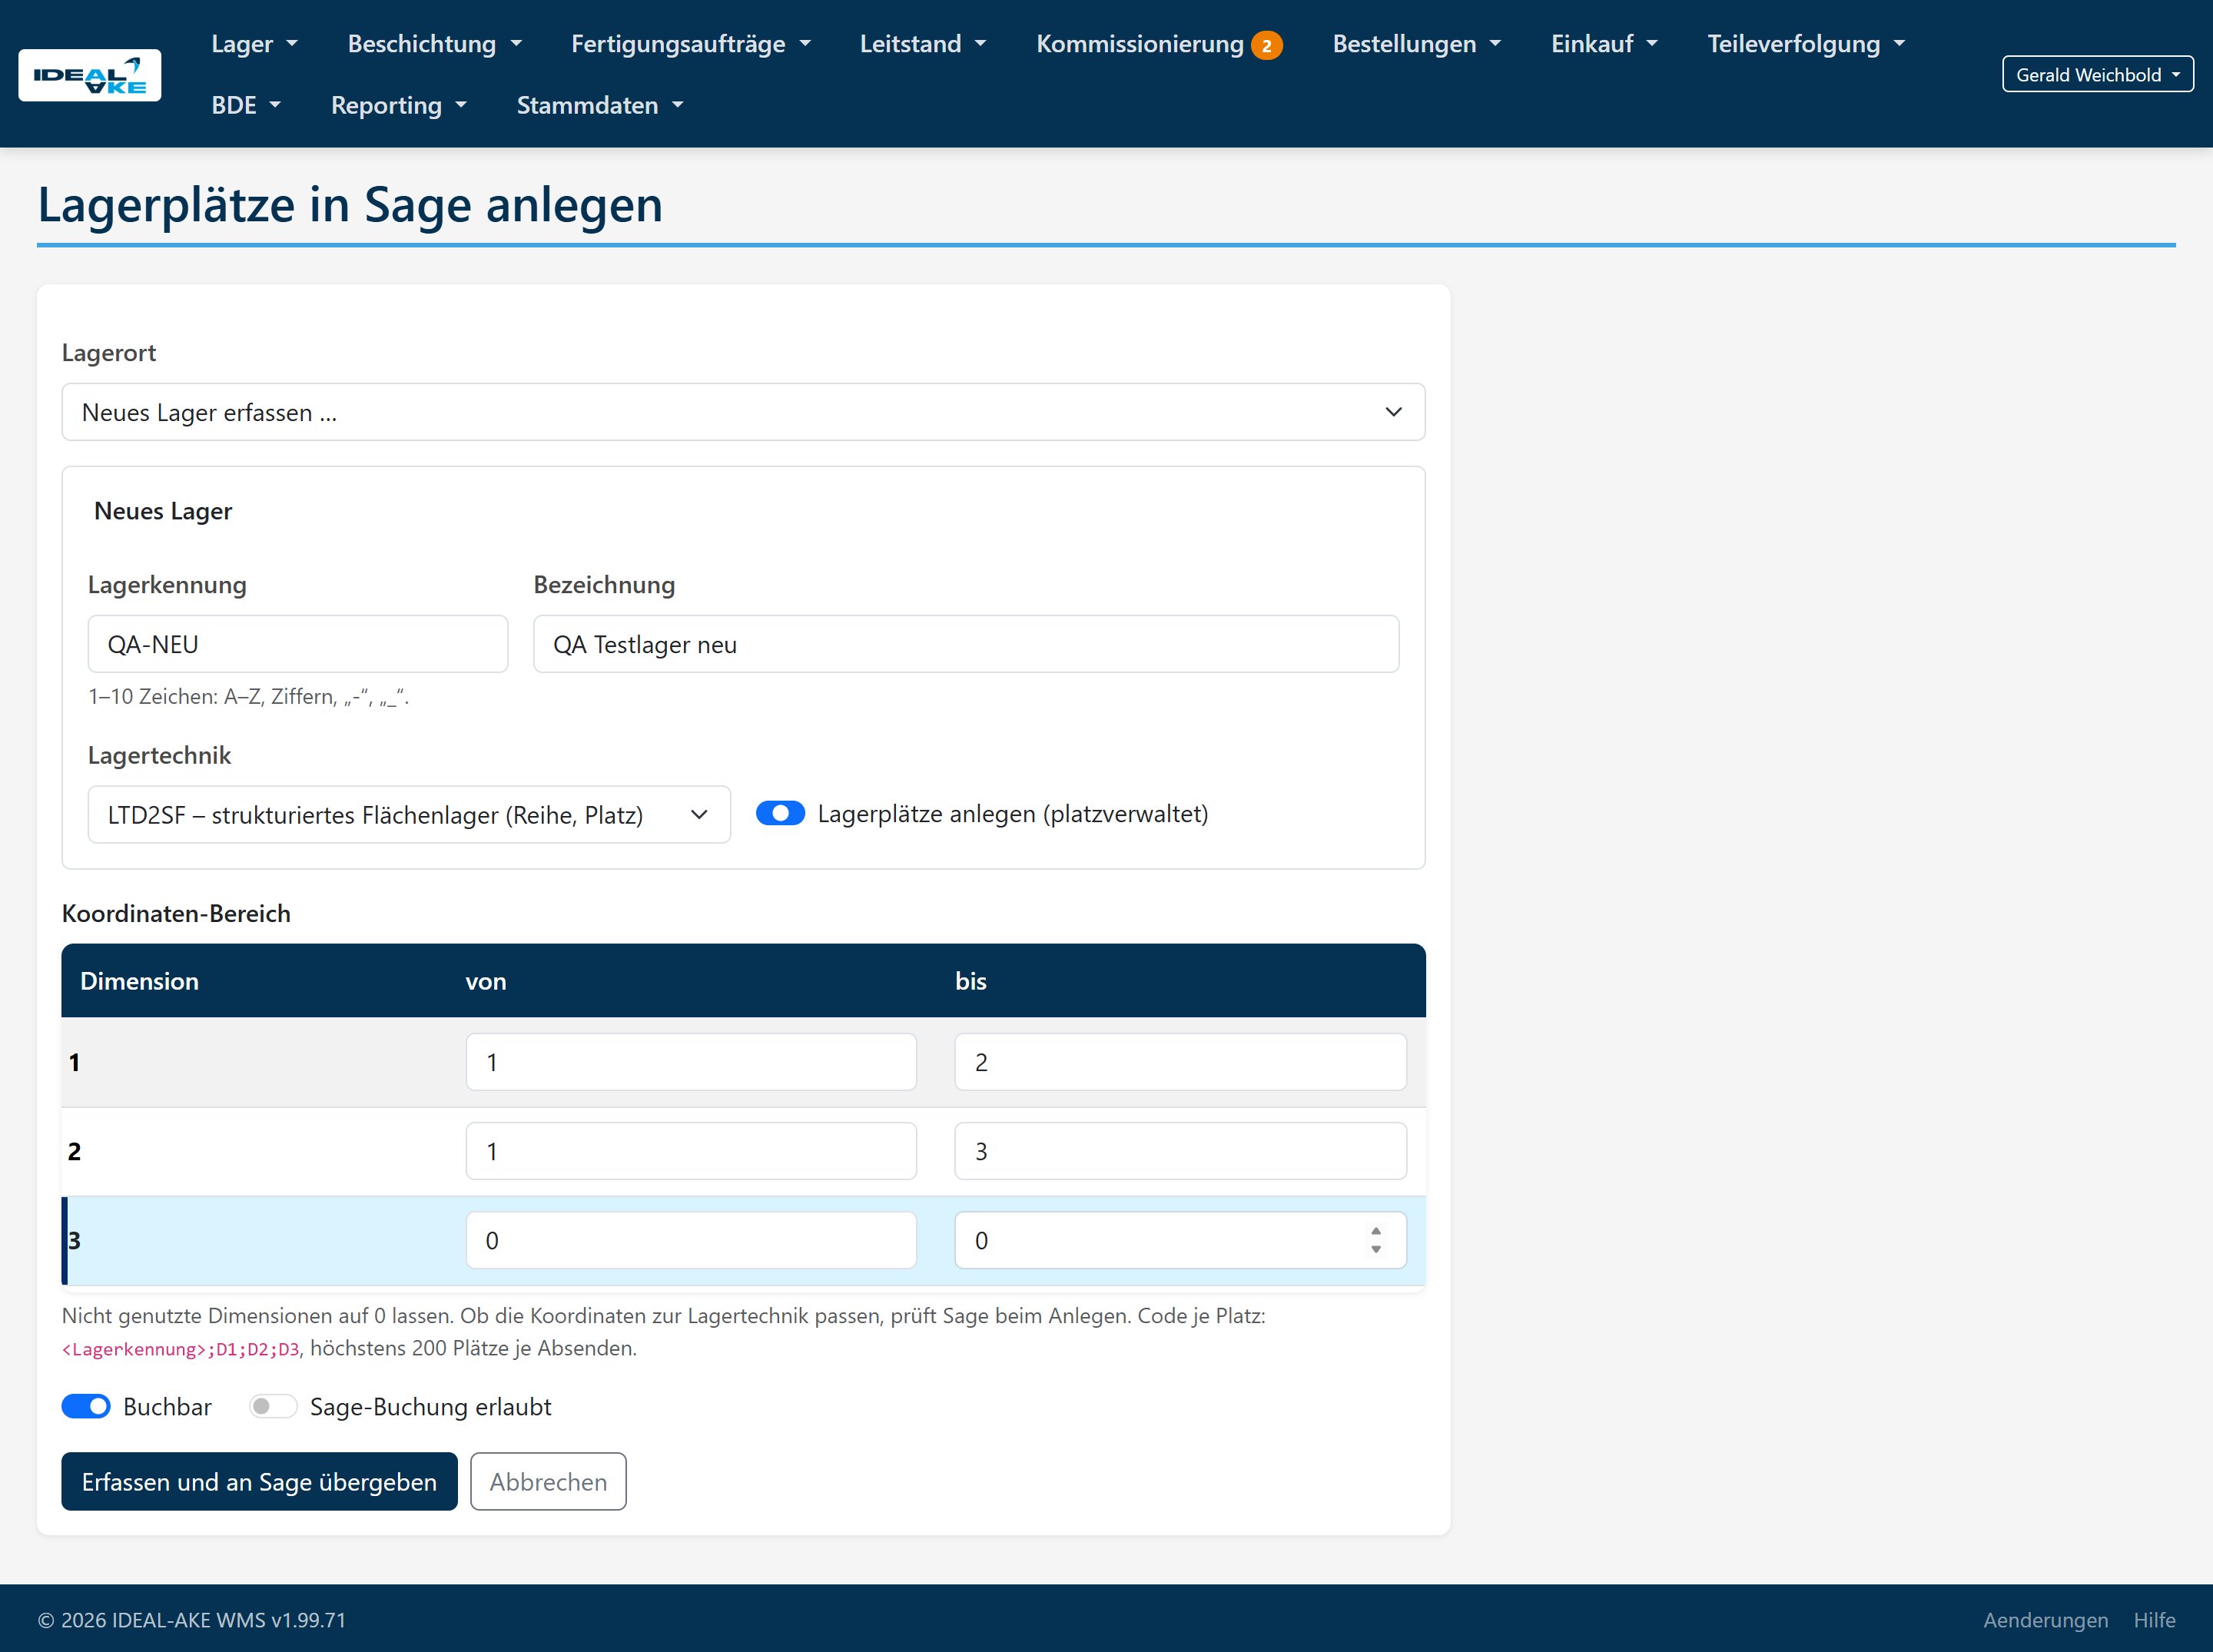 IDEAL AKE
Lager
Beschichtung
Fertigungsaufträge
Leitstand
Kommissionierung 2
Bestellungen
Einkauf
Teileverfolgung
BDE
Reporting
Stammdaten
Gerald Weichbold
Lagerplätze in Sage anlegen
Lagerort
Neues Lager erfassen ...
Neues Lager
Lagerkennung
Bezeichnung
QA-NEU
QA Testlager neu
1–10 Zeichen: A–Z, Ziffern, „-“, „_“.
Lagertechnik
LTD2SF – strukturiertes Flächenlager (Reihe, Platz)
Lagerplätze anlegen (platzverwaltet)
Koordinaten-Bereich
Dimension von bis
1 1 2
2 1 3
3 0 0
Nicht genutzte Dimensionen auf 0 lassen. Ob die Koordinaten zur Lagertechnik passen, prüft Sage beim Anlegen. Code je Platz:
<Lagerkennung>;D1;D2;D3, höchstens 200 Plätze je Absenden.
Buchbar
Sage-Buchung erlaubt
Erfassen und an Sage übergeben
Abbrechen
© 2026 IDEAL-AKE WMS v1.99.71
Aenderungen
Hilfe